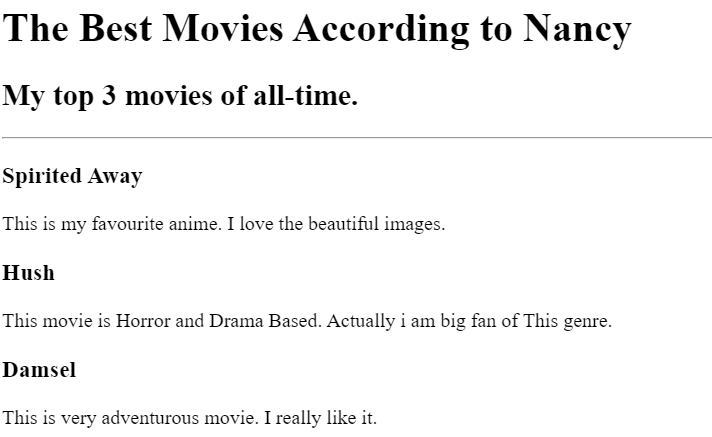 The Best Movies According to Nancy
My top 3 movies of all-time.
Spirited Away
This is my favourite anime. I love the beautiful images.
Hush
This movie is Horror and Drama Based. Actually i am big fan of This genre.
Damsel
This is very adventurous movie. I really like it.